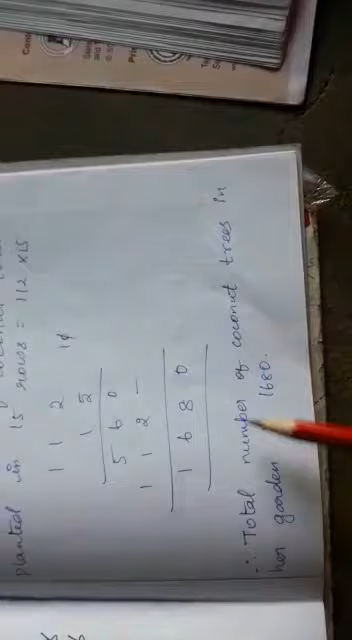 planted in 15 rows = 112 x 15
1 1 2
1 5
5 6 0
1 1 2 -
1 6 8 0
∴ Total number of coconut trees in
her garden 1680.